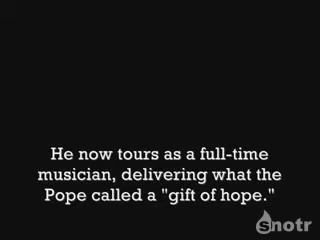 He now tours as a full-time
musician, delivering what the
Pope called a "gift of hope."
snotr